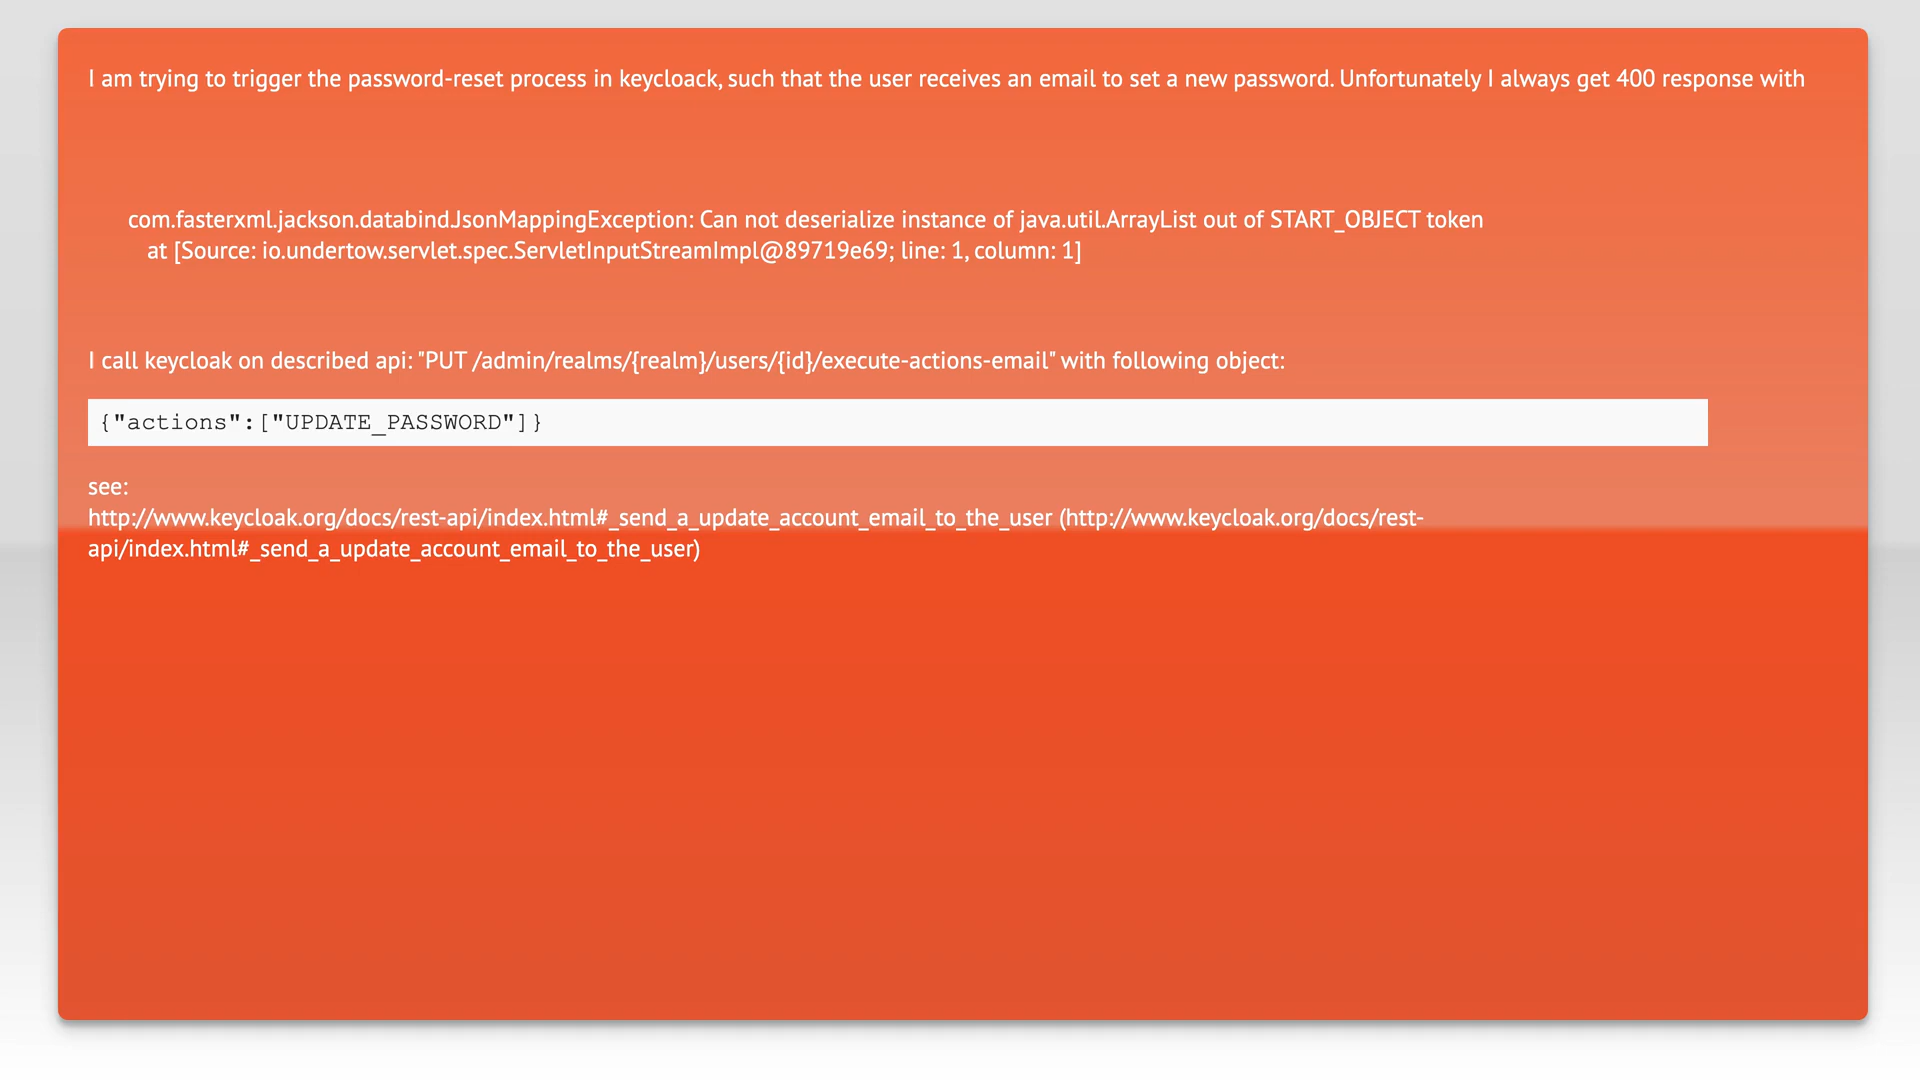 I am trying to trigger the password-reset process in keycloack, such that the user receives an email to set a new password. Unfortunately I always get 400 response with
com.fasterxml.jackson.databind.JsonMappingException: Can not deserialize instance of java.util.ArrayList out of START_OBJECT token
at [Source: io.undertow.servlet.spec.ServletInputStreamImpl@89719e69; line: 1, column: 1]
I call keycloak on described api: "PUT /admin/realms/{realm}/users/{id}/execute-actions-email" with following object:
{"actions":["UPDATE_PASSWORD"]}
see:
http://www.keycloak.org/docs/rest-api/index.html#_send_a_update_account_email_to_the_user (http://www.keycloak.org/docs/rest-
api/index.html#_send_a_update_account_email_to_the_user)